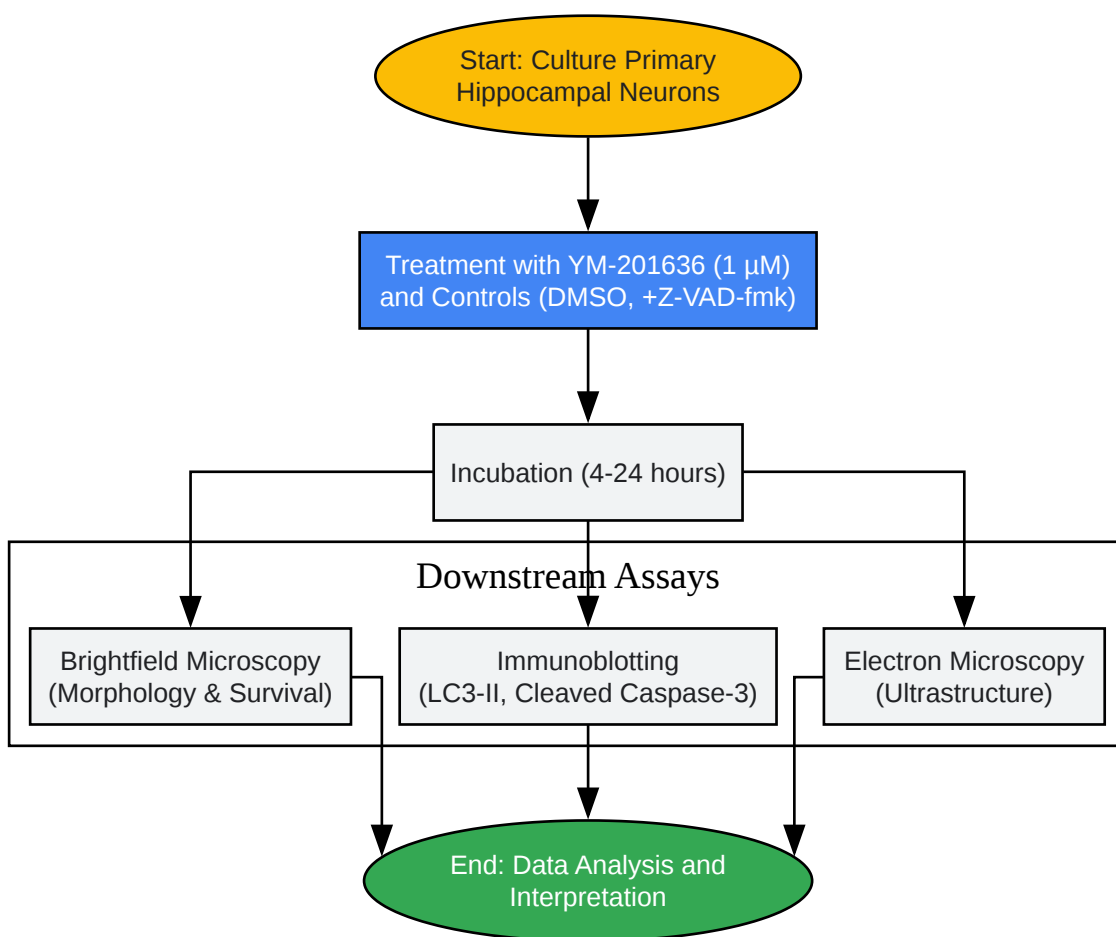 Start: Culture Primary
Hippocampal Neurons
Treatment with YM-201636 (1 µM)
and Controls (DMSO, +Z-VAD-fmk)
Incubation (4-24 hours)
Downstream Assays
Brightfield Microscopy
(Morphology & Survival)
Immunoblotting
(LC3-II, Cleaved Caspase-3)
Electron Microscopy
(Ultrastructure)
End: Data Analysis and
Interpretation